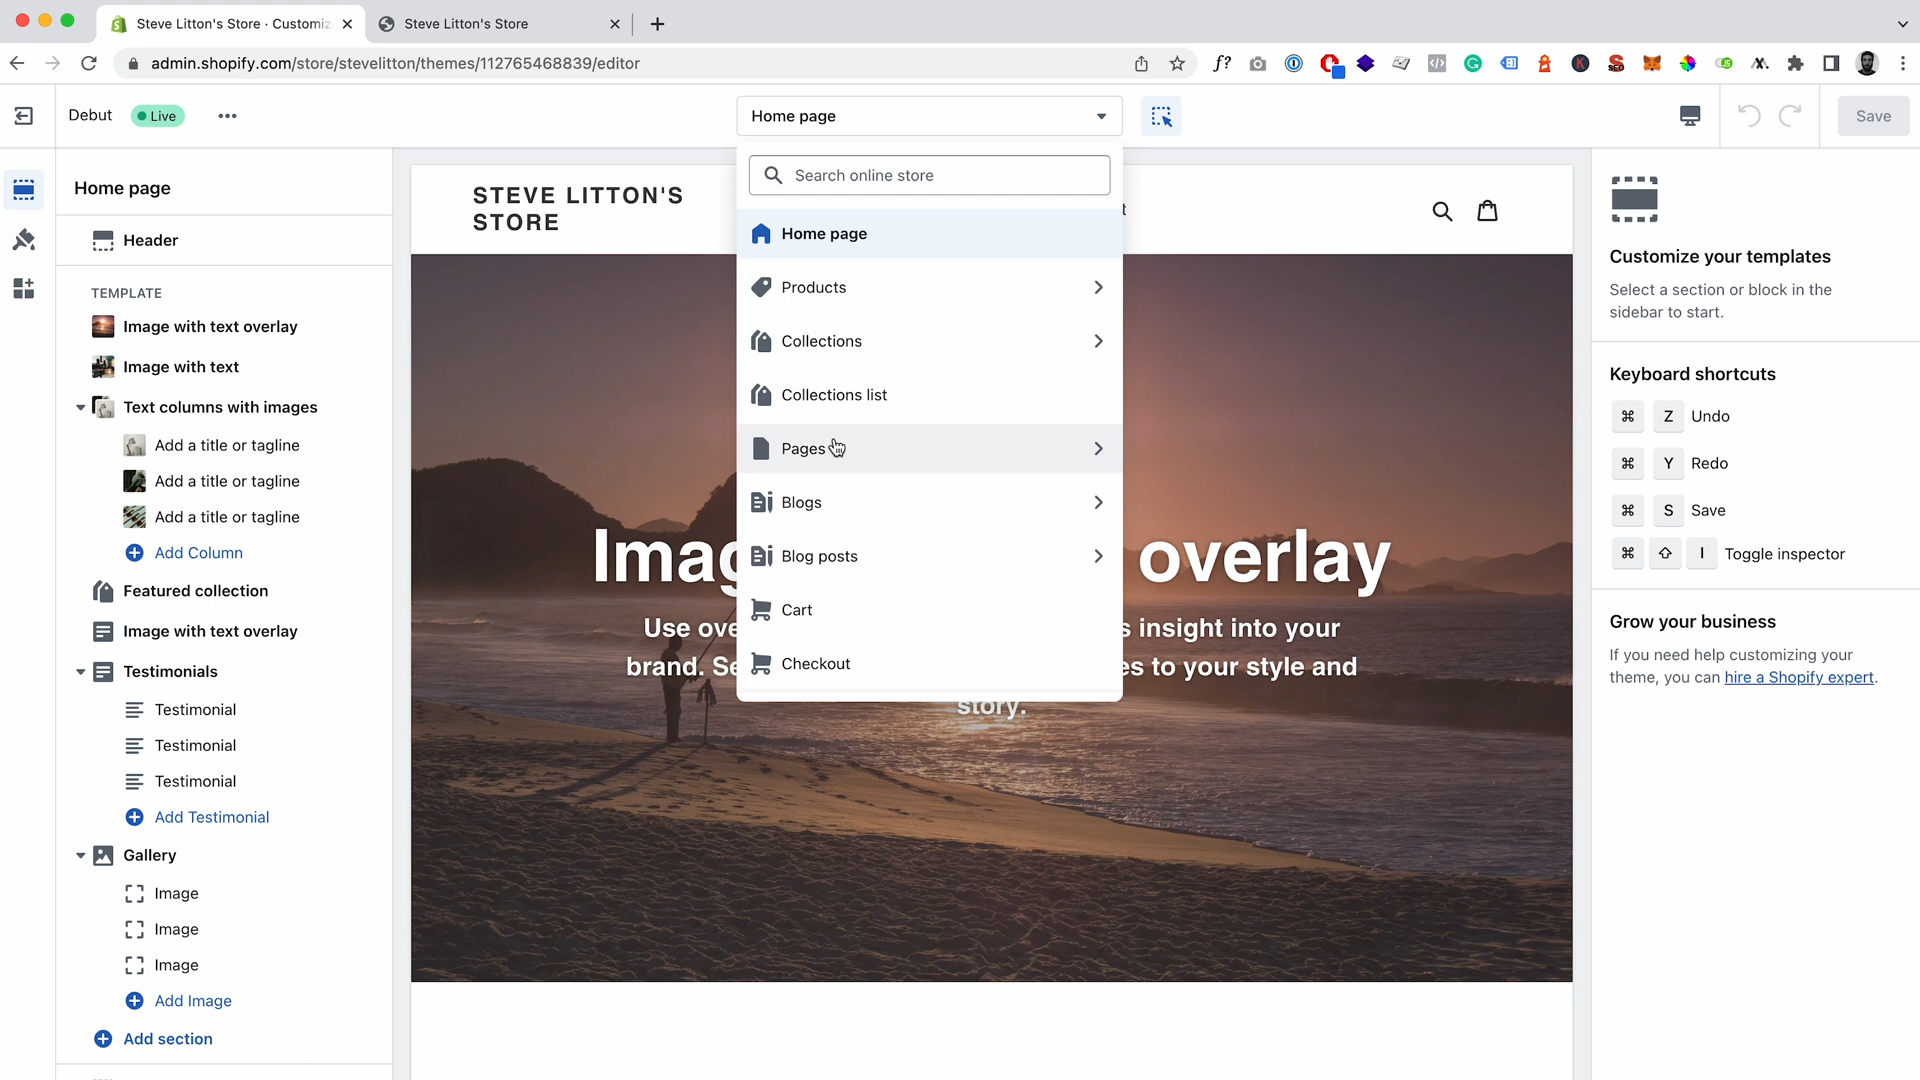 Steve Litton's Store · Customiz
Steve Litton's Store
admin.shopify.com/store/stevelitton/themes/112765468839/editor
Debut
Live
Home page
Save
Home page
Header
TEMPLATE
Image with text overlay
Image with text
Text columns with images
Add a title or tagline
Add a title or tagline
Add a title or tagline
Add Column
Featured collection
Image with text overlay
Testimonials
Testimonial
Testimonial
Testimonial
Add Testimonial
Gallery
Image
Image
Image
Add Image
Add section
STEVE LITTON'S
STORE
Search online store
Home page
Products
Collections
Collections list
Pages
Blogs
Blog posts
Cart
Checkout
Imag overlay
Use ove s insight into your
brand. Se es to your style and
story.
Customize your templates
Select a section or block in the
sidebar to start.
Keyboard shortcuts
⌘ Z Undo
⌘ Y Redo
⌘ S Save
⌘ ⇧ I Toggle inspector
Grow your business
If you need help customizing your
theme, you can hire a Shopify expert.